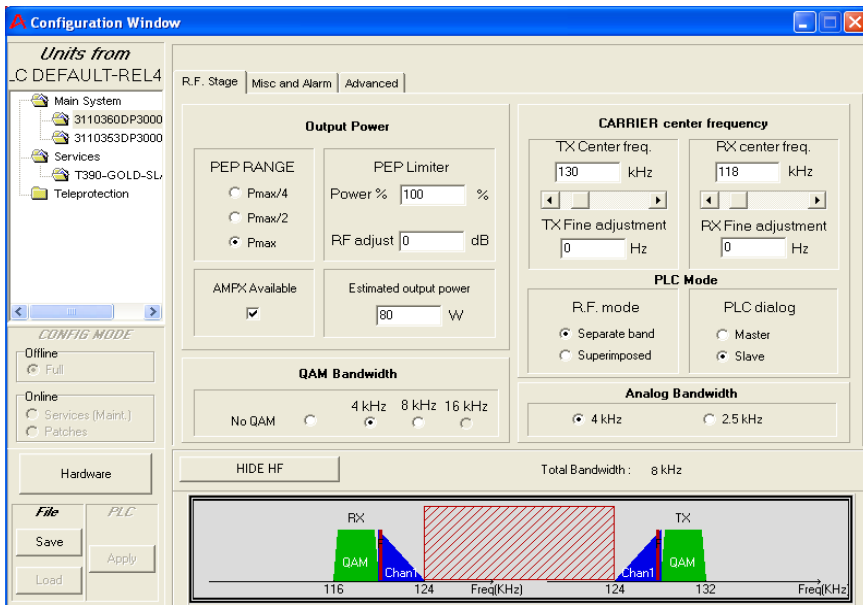 Configuration Window
Units from
_C DEFAULT-REL4
Main System
3110360DP3000
3110353DP3000
Services
T390-GOLD-SL
Teleprotection
CONFIG MODE
Offline
Full
Online
Services (Maint.)
Patches
Hardware
File
PLC
Save
Apply
Load
R.F. Stage
Misc and Alarm
Advanced
Output Power
PEP RANGE
Pmax/4
Pmax/2
Pmax
PEP Limiter
Power % 100 %
RF adjust 0 dB
AMPX Available
Estimated output power
80 W
QAM Bandwidth
4 kHz 8 kHz 16 kHz
No QAM
CARRIER center frequency
TX Center freq.
130 kHz
TX Fine adjustment
0 Hz
RX center freq.
118 kHz
RX Fine adjustment
0 Hz
PLC Mode
R.F. mode
Separate band
Superimposed
PLC dialog
Master
Slave
Analog Bandwidth
4 kHz 2.5 kHz
HIDE HF
Total Bandwidth : 8 kHz
RX TX
QAM Chan1 Chan1 QAM
116 124 Freq(KHz) 124 132 Freq(KHz)